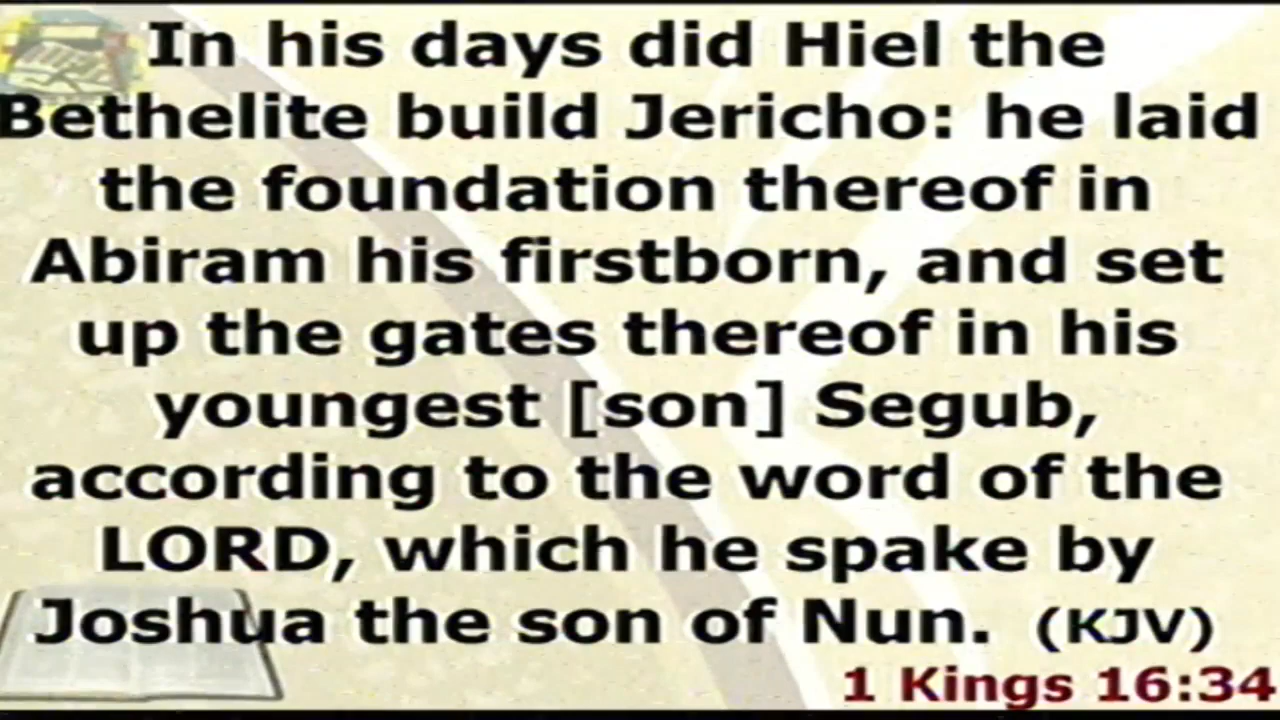 In his days did Hiel the
Bethelite build Jericho: he laid
the foundation thereof in
Abiram his firstborn, and set
up the gates thereof in his
youngest [son] Segub,
according to the word of the
LORD, which he spake by
Joshua the son of Nun. (KJV)
1 Kings 16:34